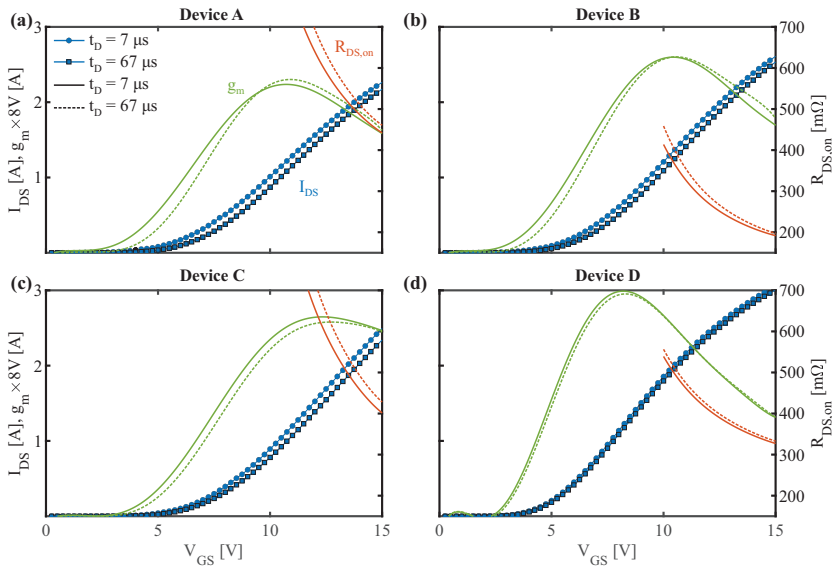 Device A
(a)
3
2
1
I_DS [A], g_m×8V [A]
t_D = 7 μs
t_D = 67 μs
t_D = 7 μs
t_D = 67 μs
R_DS,on
g_m
I_DS
Device B
(b)
700
600
500
400
300
200
R_DS,on [mΩ]
Device C
(c)
3
2
1
I_DS [A], g_m×8V [A]
0
5
10
15
V_GS [V]
Device D
(d)
700
600
500
400
300
200
R_DS,on [mΩ]
0
5
10
15
V_GS [V]